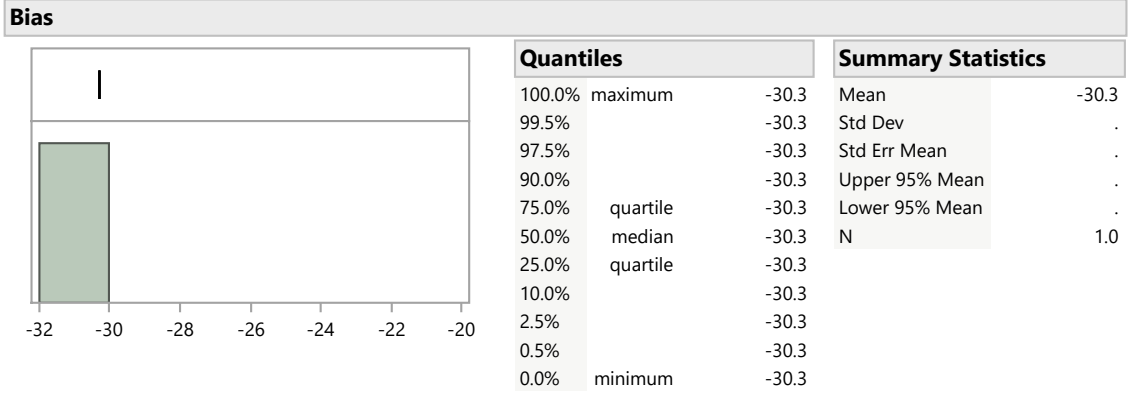 Bias
-32 -30 -28 -26 -24 -22 -20
Quantiles
100.0% maximum -30.3
99.5% -30.3
97.5% -30.3
90.0% -30.3
75.0% quartile -30.3
50.0% median -30.3
25.0% quartile -30.3
10.0% -30.3
2.5% -30.3
0.5% -30.3
0.0% minimum -30.3
Summary Statistics
Mean -30.3
Std Dev .
Std Err Mean .
Upper 95% Mean .
Lower 95% Mean .
N 1.0